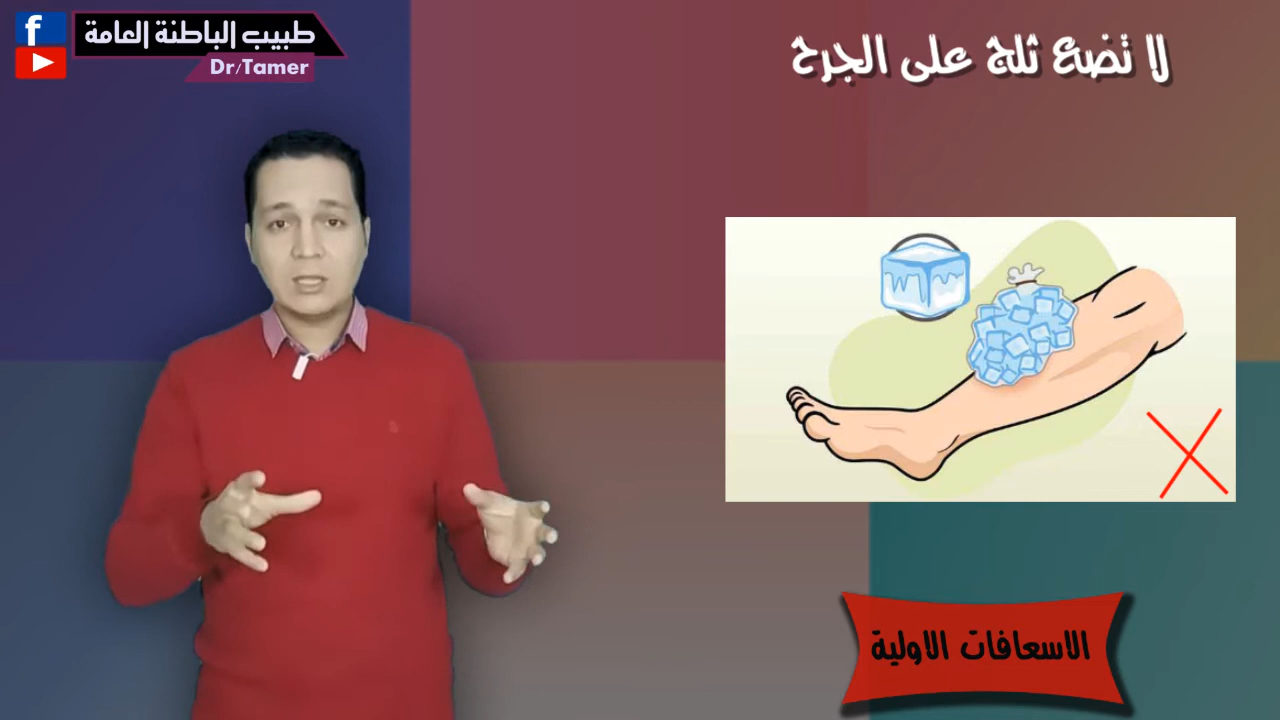 طبيب الباطنة العامة
Dr/Tamer
لا تضع ثلج على الجرح
الاسعافات الاولية